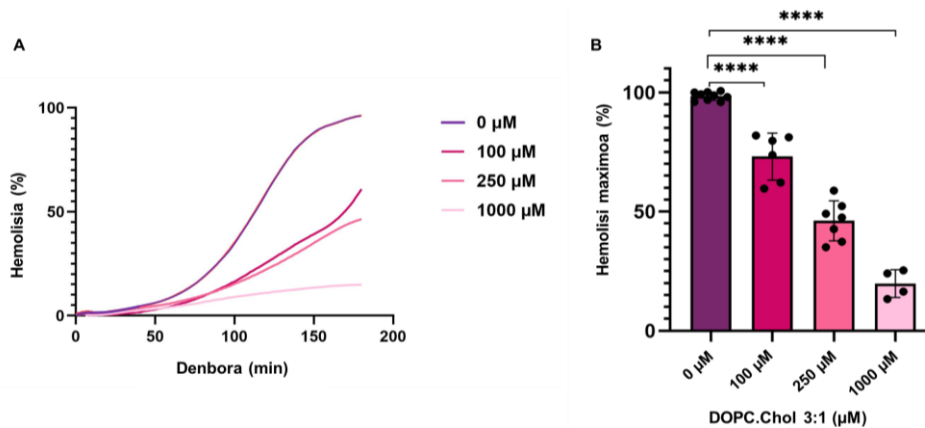 A
Hemolisia (%)
100
50
0
0 50 100 150 200
Denbora (min)
0 µM
100 µM
250 µM
1000 µM
B
****
****
****
Hemolisi maximoa (%)
100
50
0
0 µM
100 µM
250 µM
1000 µM
DOPC.Chol 3:1 (µM)